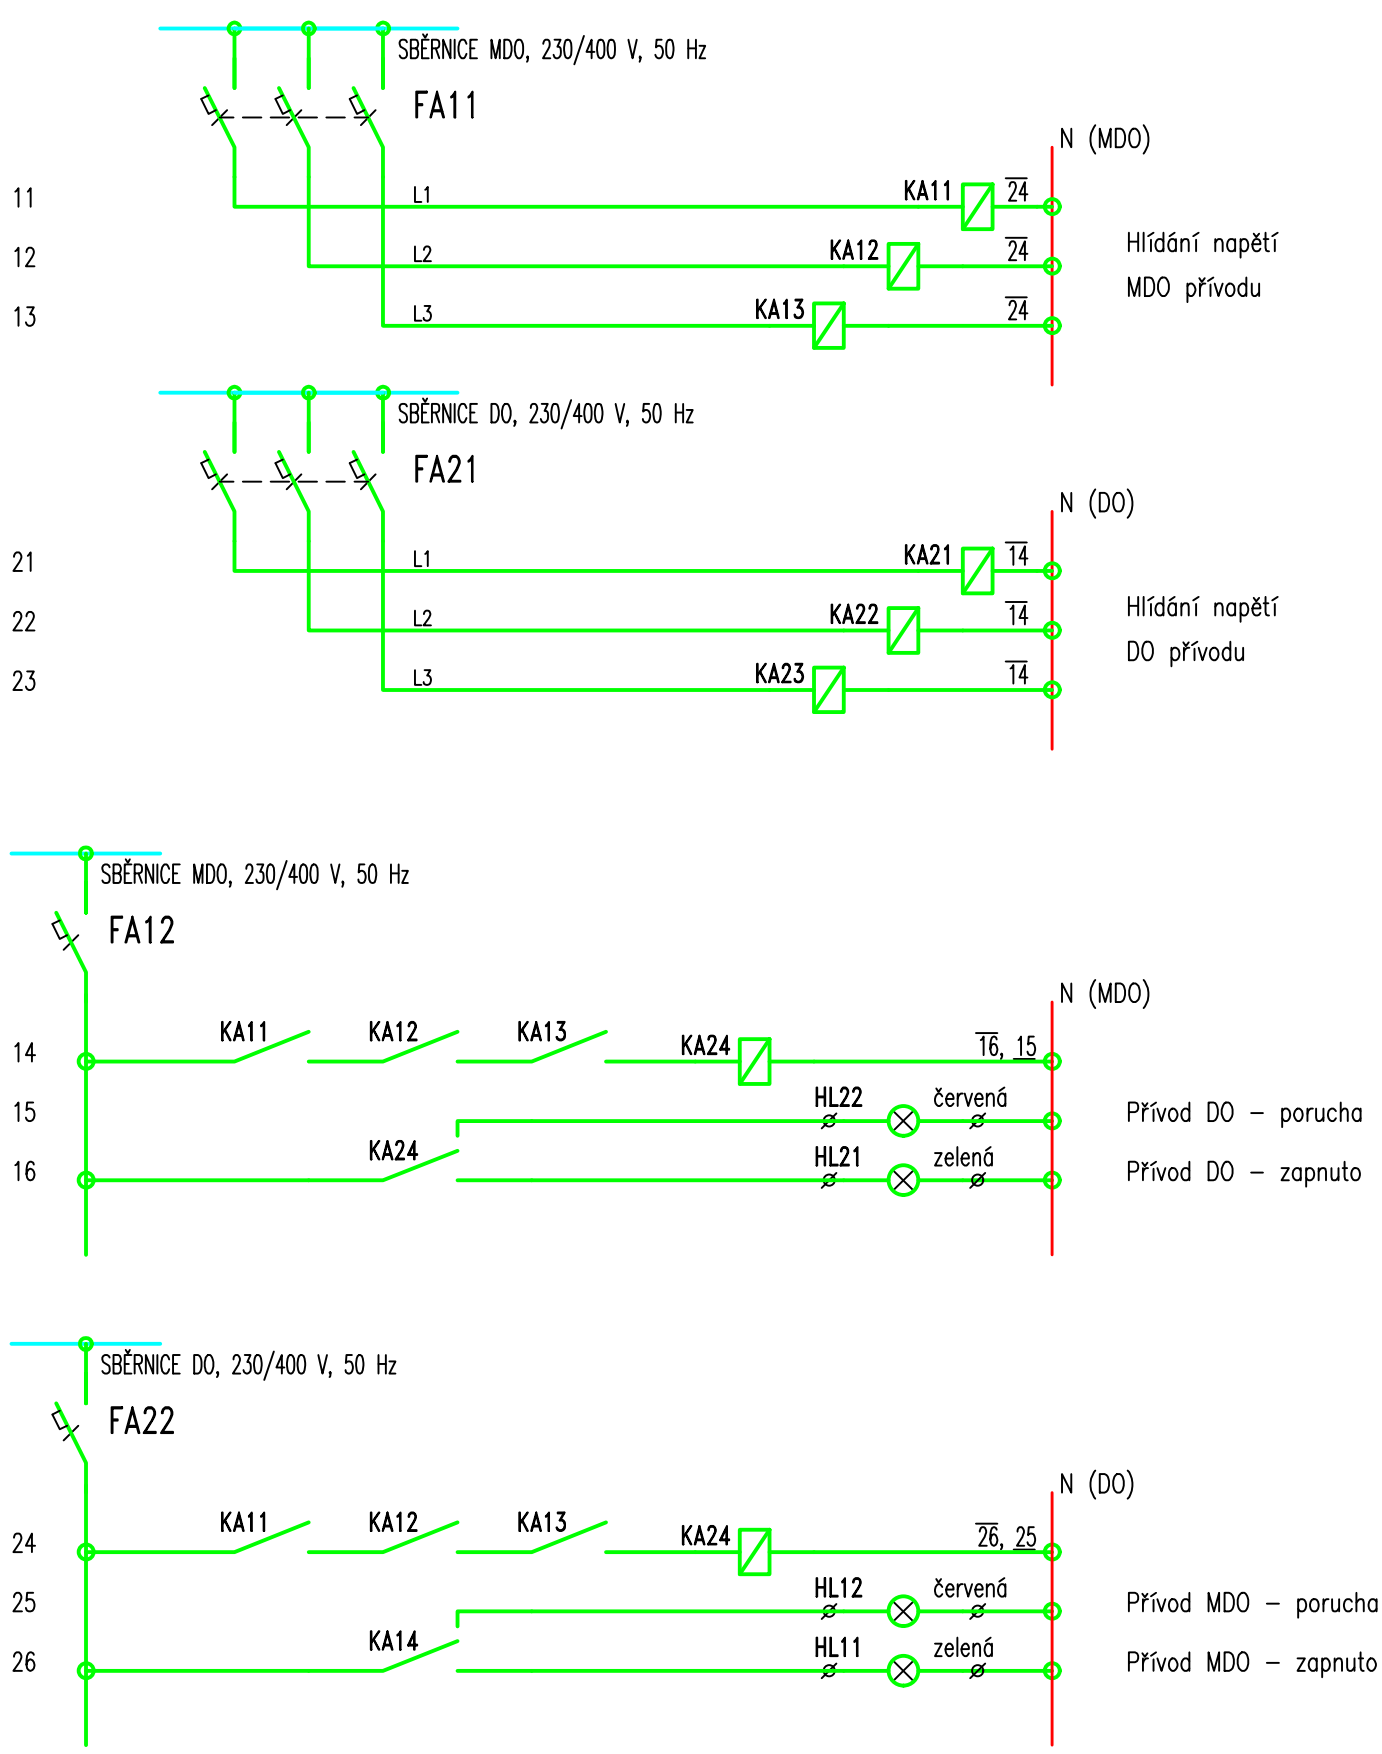 SBĚRNICE MDO, 230/400 V, 50 Hz
FA11
N (MDO)
11 L1 KA11 24
12 L2 KA12 24 Hlídání napětí
MDO přívodu
13 L3 KA13 24
SBĚRNICE DO, 230/400 V, 50 Hz
FA21
N (DO)
21 L1 KA21 14
22 L2 KA22 14 Hlídání napětí
DO přívodu
23 L3 KA23 14
SBĚRNICE MDO, 230/400 V, 50 Hz
FA12
N (MDO)
14 KA11 KA12 KA13 KA24 16, 15
15 HL22 červená Přívod DO – porucha
16 KA24 HL21 zelená Přívod DO – zapnuto
SBĚRNICE DO, 230/400 V, 50 Hz
FA22
N (DO)
24 KA11 KA12 KA13 KA24 26, 25
25 HL12 červená Přívod MDO – porucha
26 KA14 HL11 zelená Přívod MDO – zapnuto